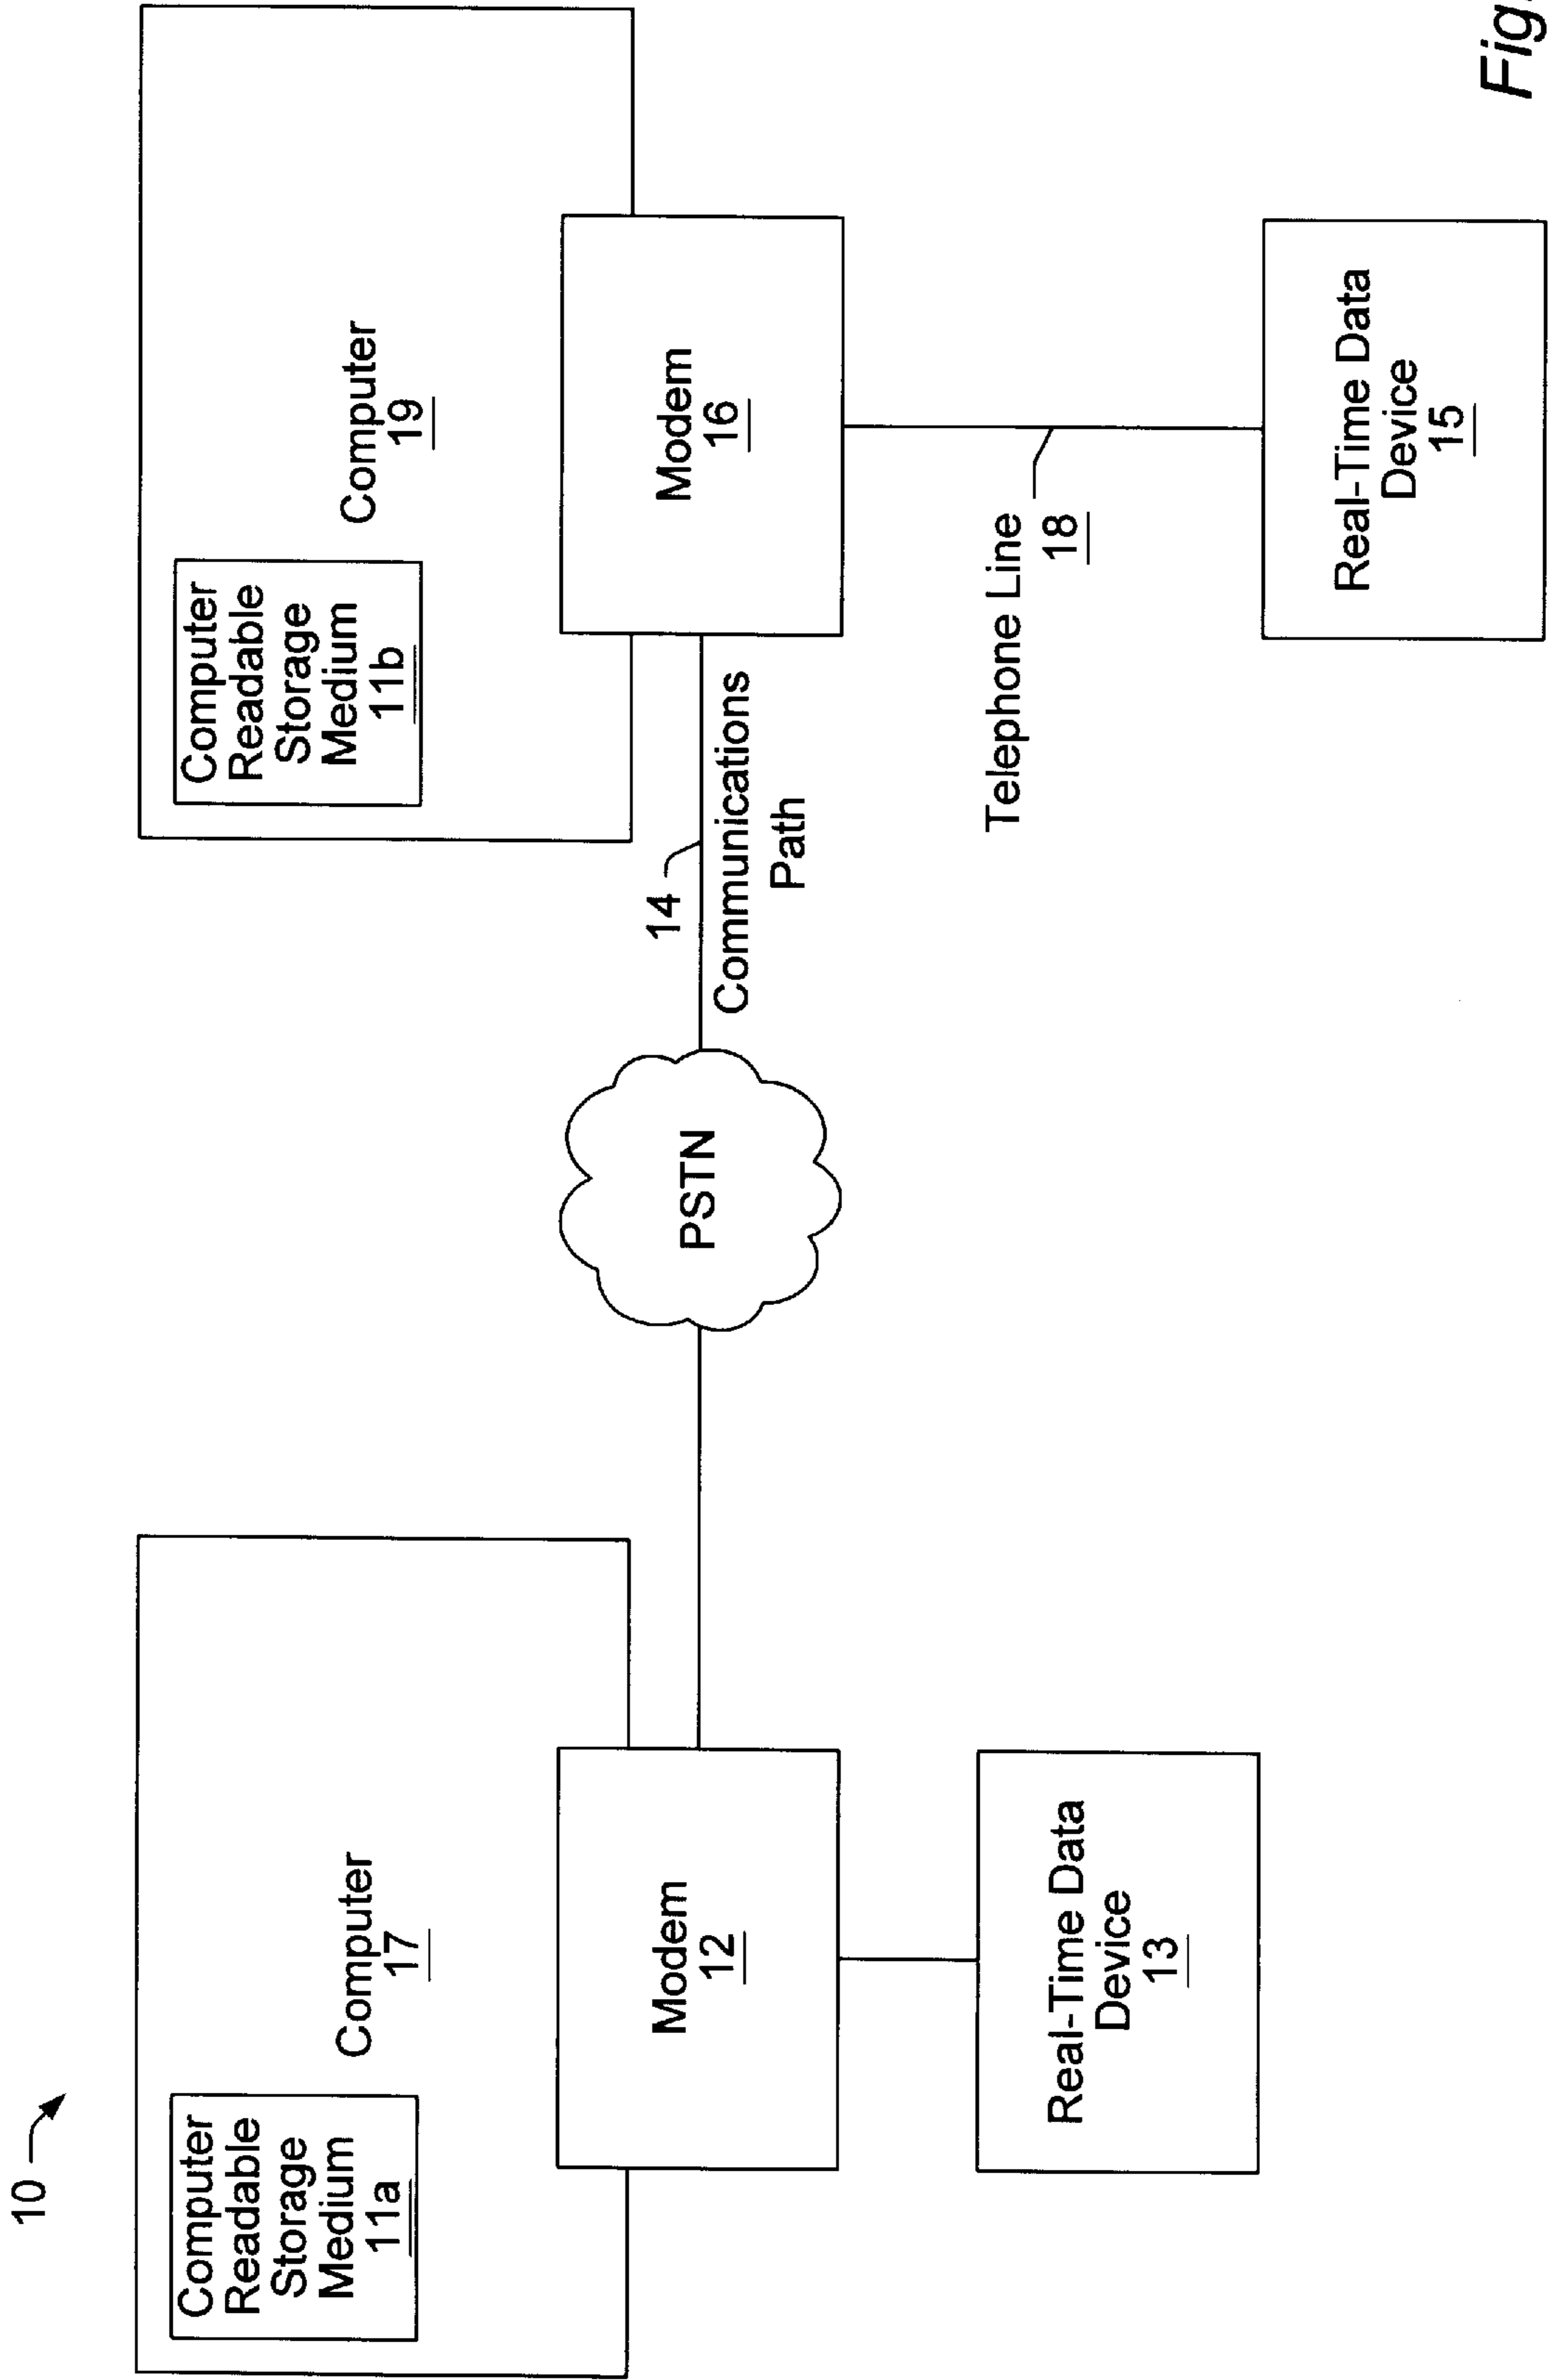 10
Computer
Readable
Storage
Medium
11a
Computer
17
Modem
12
Real-Time Data
Device
13
PSTN
14
Communications
Path
Computer
Readable
Storage
Medium
11b
Computer
19
Modem
16
Telephone Line
18
Real-Time Data
Device
15
Fig.